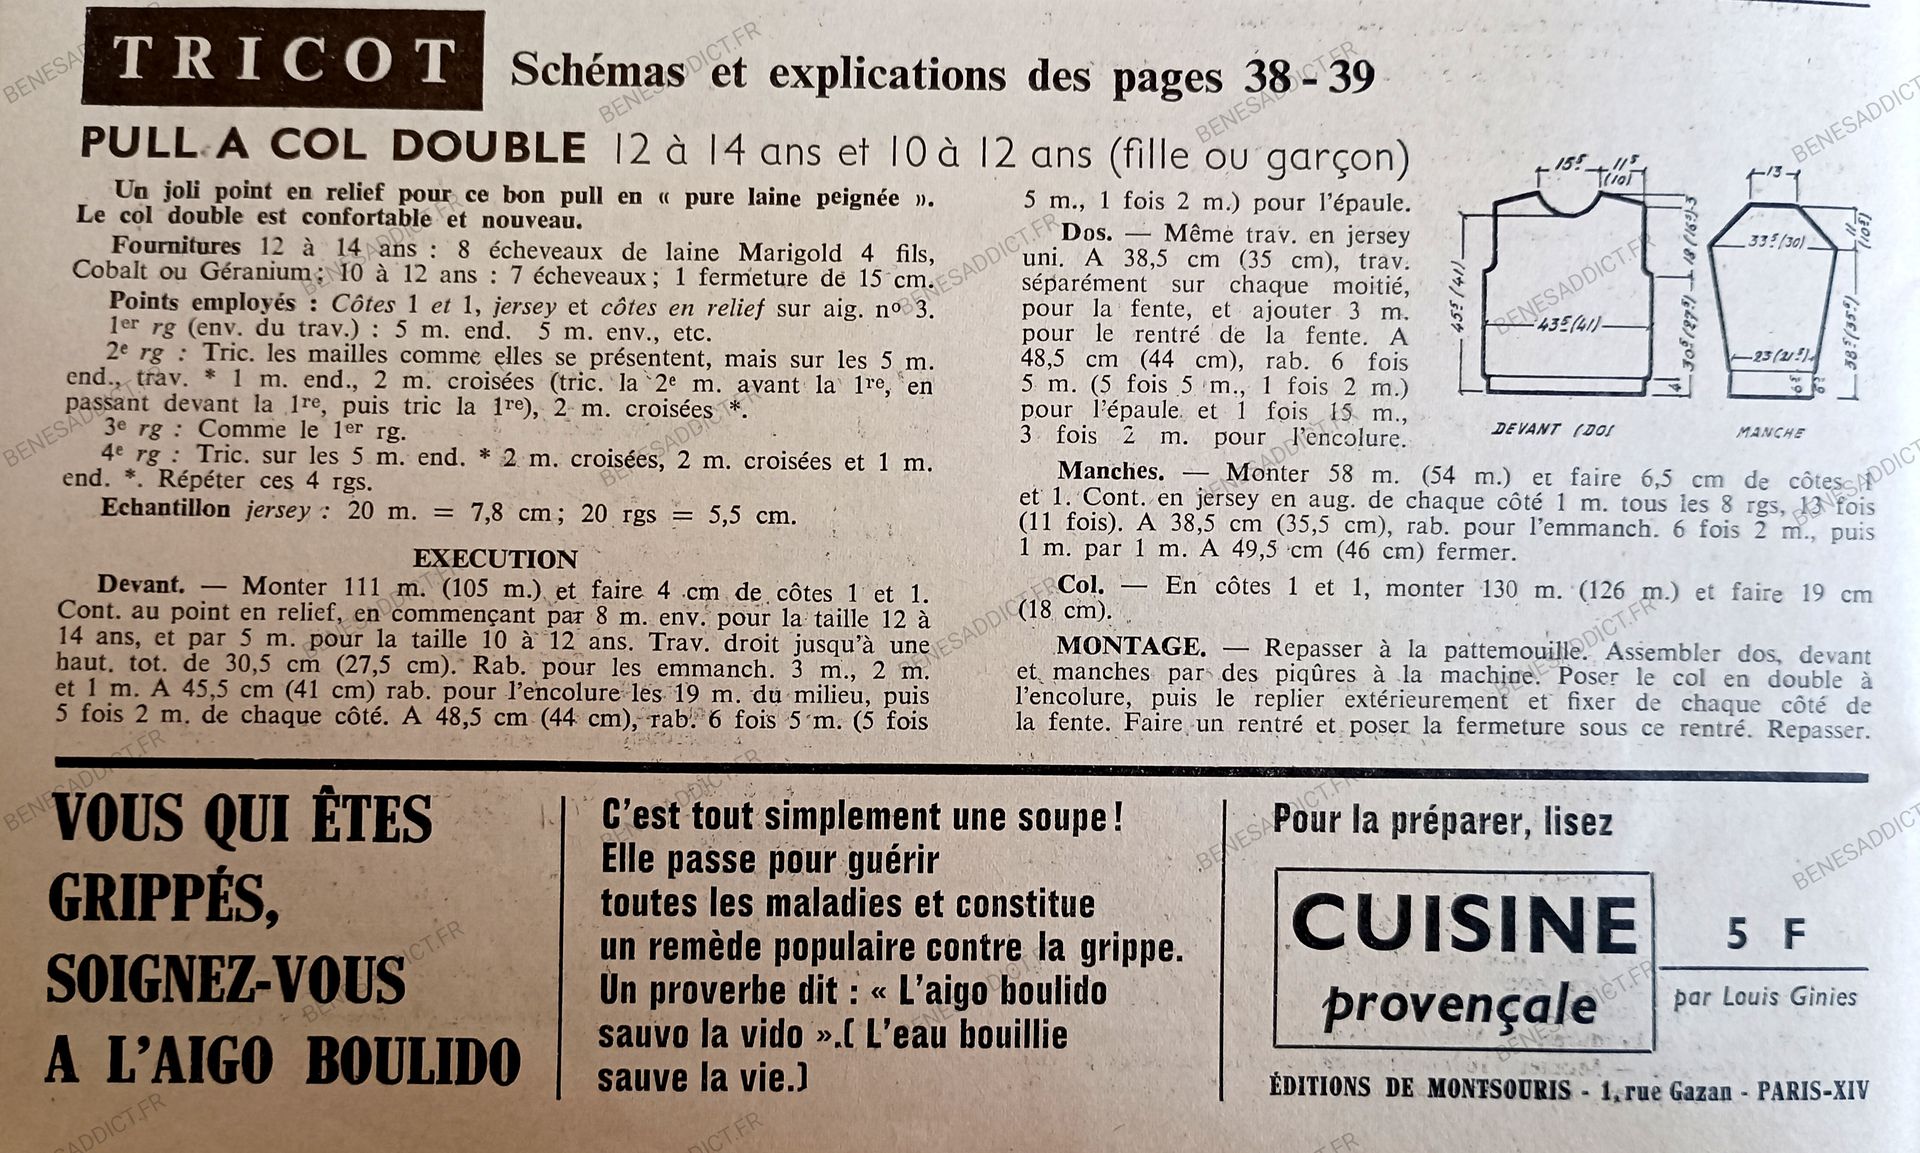 TRICOT
Schémas et explications des pages 38 - 39
PULL A COL DOUBLE 12 à 14 ans et 10 à 12 ans (fille ou garçon)
Un joli point en relief pour ce bon pull en « pure laine peignée ».
Le col double est confortable et nouveau.
Fournitures 12 à 14 ans : 8 écheveaux de laine Marigold 4 fils,
Cobalt ou Géranium; 10 à 12 ans : 7 écheveaux; 1 fermeture de 15 cm.
Points employés : Côtes 1 et 1, jersey et côtes en relief sur aig. nº 3.
1er rg (env. du trav.) : 5 m. end. 5 m. env., etc.
2e rg : Tric. les mailles comme elles se présentent, mais sur les 5 m.
end., trav. * 1 m. end., 2 m. croisées (tric. la 2e m. avant la 1re, en
passant devant la 1re, puis tric la 1re), 2 m. croisées *.
3e rg : Comme le 1er rg.
4e rg : Tric. sur les 5 m. end. * 2 m. croisées, 2 m. croisées et 1 m.
end. *. Répéter ces 4 rgs.
Echantillon jersey : 20 m. = 7,8 cm; 20 rgs = 5,5 cm.
EXECUTION
Devant. — Monter 111 m. (105 m.) et faire 4 cm de côtes 1 et 1.
Cont. au point en relief, en commençant par 8 m. env. pour la taille 12 à
14 ans, et par 5 m. pour la taille 10 à 12 ans. Trav. droit jusqu'à une
haut. tot. de 30,5 cm (27,5 cm). Rab. pour les emmanch. 3 m., 2 m.
et 1 m. A 45,5 cm (41 cm) rab. pour l'encolure les 19 m. du milieu, puis
5 fois 2 m. de chaque côté. A 48,5 cm (44 cm), rab. 6 fois 5 m. (5 fois
5 m., 1 fois 2 m.) pour l'épaule.
Dos. — Même trav. en jersey
uni. A 38,5 cm (35 cm), trav.
séparément sur chaque moitié,
pour la fente, et ajouter 3 m.
pour le rentré de la fente. A
48,5 cm (44 cm), rab. 6 fois
5 m. (5 fois 5 m., 1 fois 2 m.)
pour l'épaule et 1 fois 15 m.,
3 fois 2 m. pour l'encolure.
15⁵ 11⁵ (10)
45⁵ (41)
43⁵ (41)
18 (16⁵) 3
30⁵ (27⁵)
4
DEVANT (DOS
13
33⁵ (30)
11 (10⁵)
23 (21⁵)
38⁵ (35⁵)
6⁵
MANCHE
Manches. — Monter 58 m. (54 m.) et faire 6,5 cm de côtes 1
et 1. Cont. en jersey en aug. de chaque côté 1 m. tous les 8 rgs, 13 fois
(11 fois). A 38,5 cm (35,5 cm), rab. pour l'emmanch. 6 fois 2 m., puis
1 m. par 1 m. A 49,5 cm (46 cm) fermer.
Col. — En côtes 1 et 1, monter 130 m. (126 m.) et faire 19 cm
(18 cm).
MONTAGE. — Repasser à la pattemouille. Assembler dos, devant
et manches par des piqûres à la machine. Poser le col en double à
l'encolure, puis le replier extérieurement et fixer de chaque côté de
la fente. Faire un rentré et poser la fermeture sous ce rentré. Repasser.
VOUS QUI ÊTES
GRIPPÉS,
SOIGNEZ-VOUS
A L'AIGO BOULIDO
C'est tout simplement une soupe!
Elle passe pour guérir
toutes les maladies et constitue
un remède populaire contre la grippe.
Un proverbe dit : « L'aigo boulido
sauvo la vido ».( L'eau bouillie
sauve la vie.)
Pour la préparer, lisez
CUISINE
provençale
5 F
par Louis Ginies
ÉDITIONS DE MONTSOURIS - 1, rue Gazan - PARIS-XIV
BENESADDICT.FR